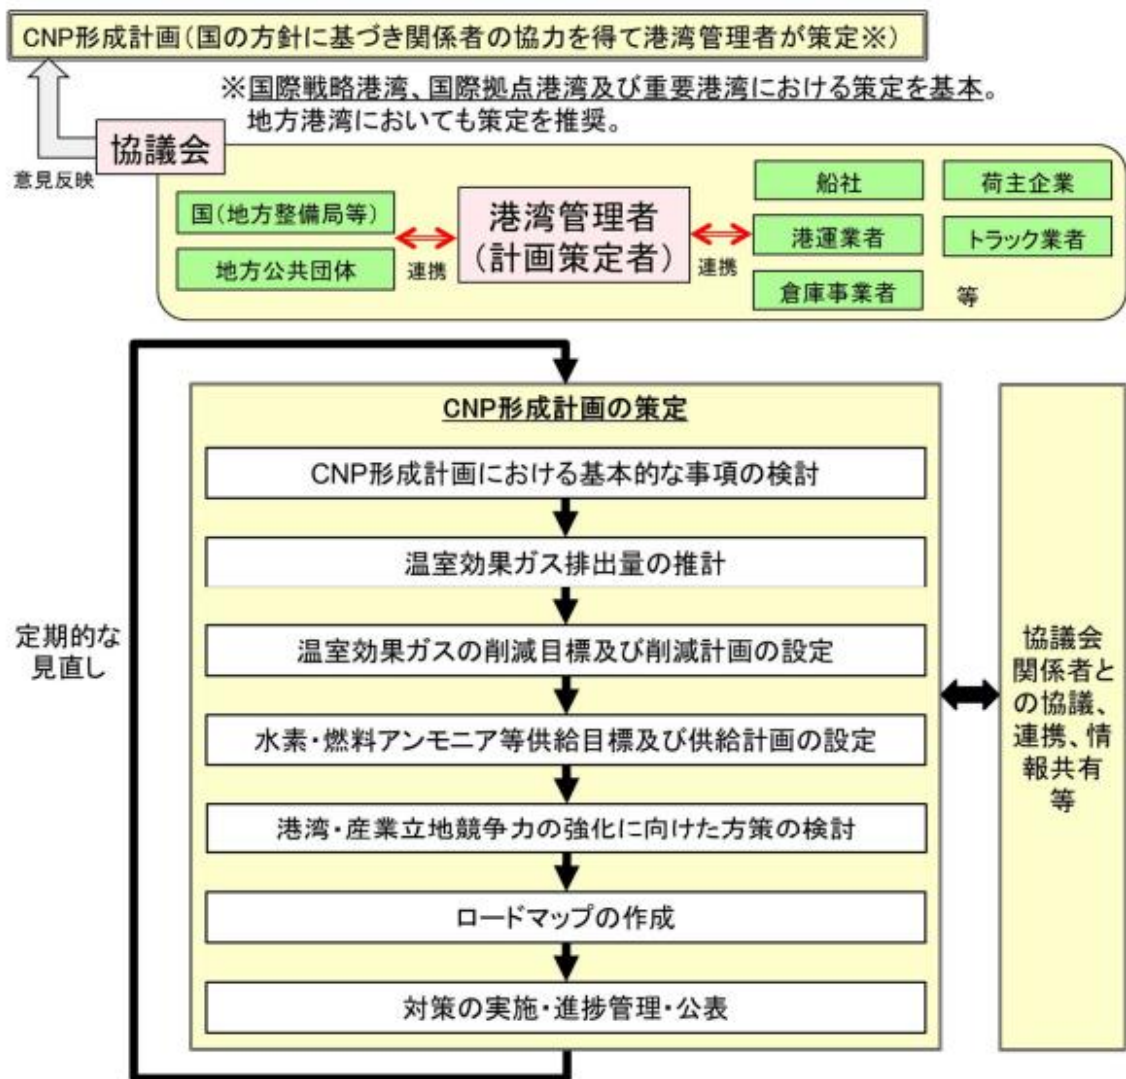 CNP形成計画(国の方針に基づき関係者の協力を得て港湾管理者が策定※)
※国際戦略港湾、国際拠点港湾及び重要港湾における策定を基本。
地方港湾においても策定を推奨。
協議会
意見反映
国(地方整備局等)
地方公共団体
連携
港湾管理者
(計画策定者)
連携
船社
荷主企業
港運業者
トラック業者
倉庫事業者
等
CNP形成計画の策定
CNP形成計画における基本的な事項の検討
温室効果ガス排出量の推計
温室効果ガスの削減目標及び削減計画の設定
水素・燃料アンモニア等供給目標及び供給計画の設定
港湾・産業立地競争力の強化に向けた方策の検討
ロードマップの作成
対策の実施・進捗管理・公表
定期的な
見直し
協議会
関係者と
の協議、
連携、情
報共有
等